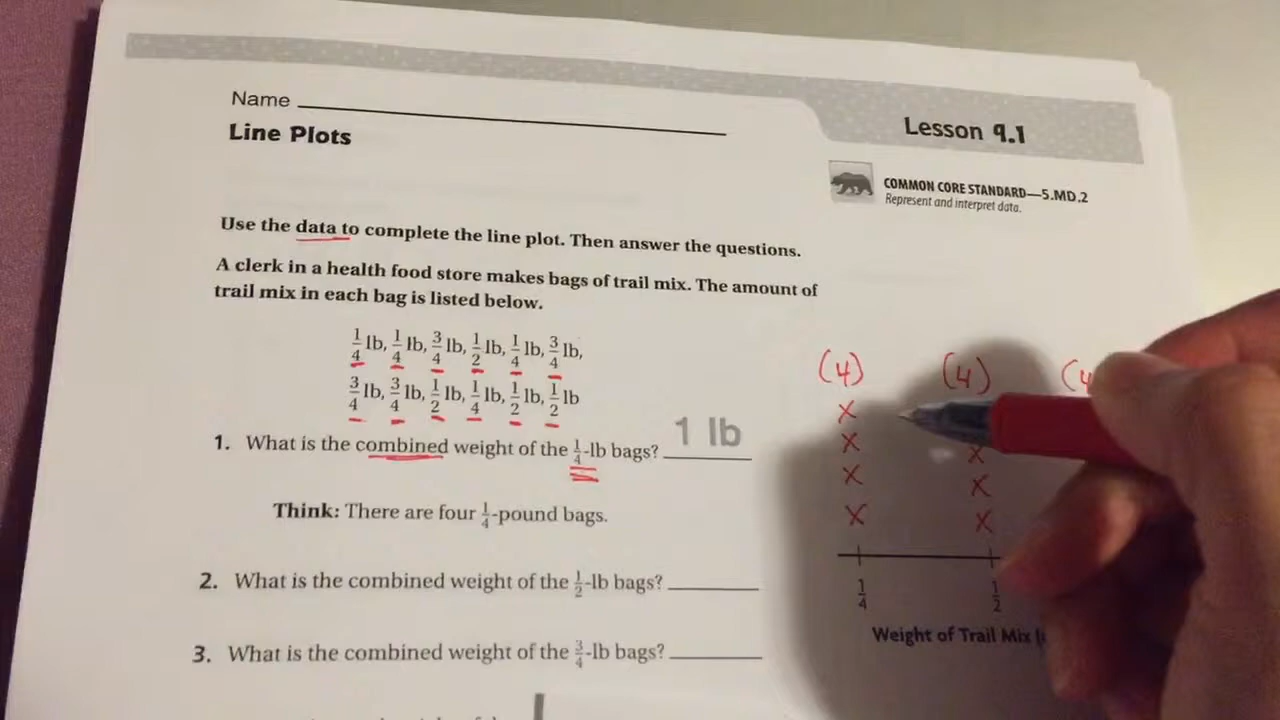 Name
Lesson 9.1
Line Plots
COMMON CORE STANDARD—5.MD.2
Represent and interpret data.
Use the data to complete the line plot. Then answer the questions.
A clerk in a health food store makes bags of trail mix. The amount of
trail mix in each bag is listed below.
1/4 lb, 1/4 lb, 3/4 lb, 1/2 lb, 1/4 lb, 3/4 lb,
3/4 lb, 3/4 lb, 1/2 lb, 1/4 lb, 1/2 lb, 1/2 lb
1. What is the combined weight of the 1/4-lb bags? 1 lb
Think: There are four 1/4-pound bags.
2. What is the combined weight of the 1/2-lb bags?
3. What is the combined weight of the 3/4-lb bags?
(4) (4) (4
X
X X
X X
X X
1/4 1/2
Weight of Trail Mix